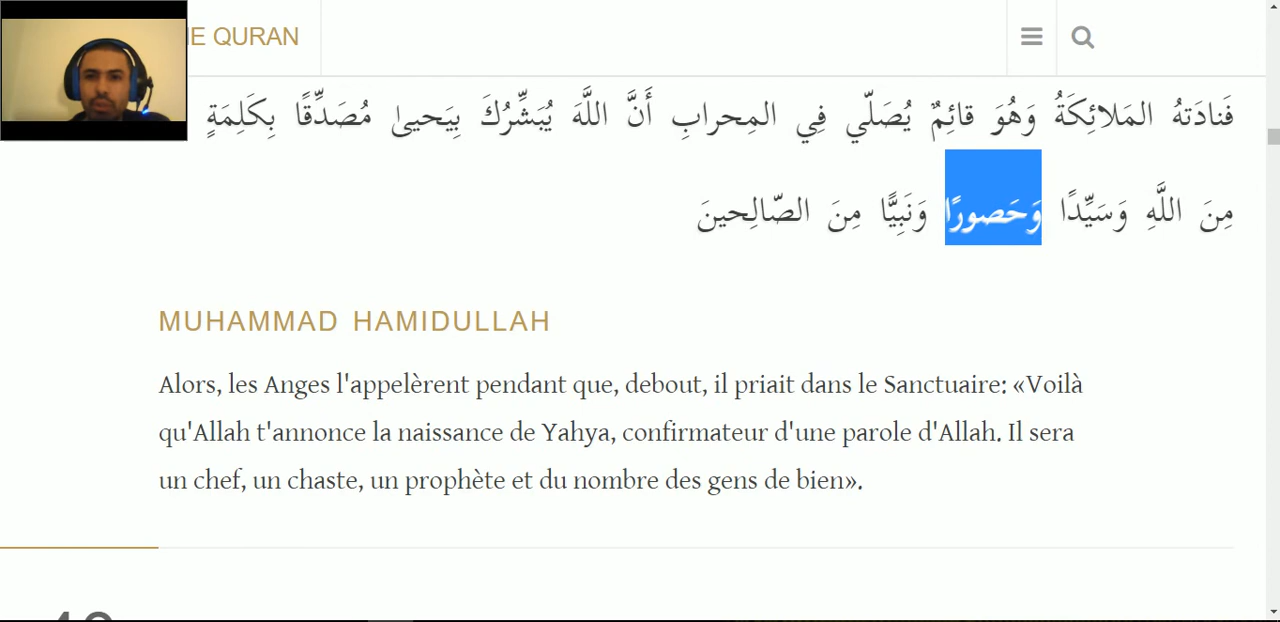 E QURAN
فَنادَتهُ المَلائِكَةُ وَهُوَ قائِمٌ يُصَلّي فِي المِحرابِ أَنَّ اللَّهَ يُبَشِّرُكَ بِيَحيىٰ مُصَدِّقًا بِكَلِمَةٍ
مِنَ اللَّهِ وَسَيِّدًا وَحَصورًا وَنَبِيًّا مِنَ الصّالِحينَ
MUHAMMAD HAMIDULLAH
Alors, les Anges l'appelèrent pendant que, debout, il priait dans le Sanctuaire: «Voilà
qu'Allah t'annonce la naissance de Yahya, confirmateur d'une parole d'Allah. Il sera
un chef, un chaste, un prophète et du nombre des gens de bien».